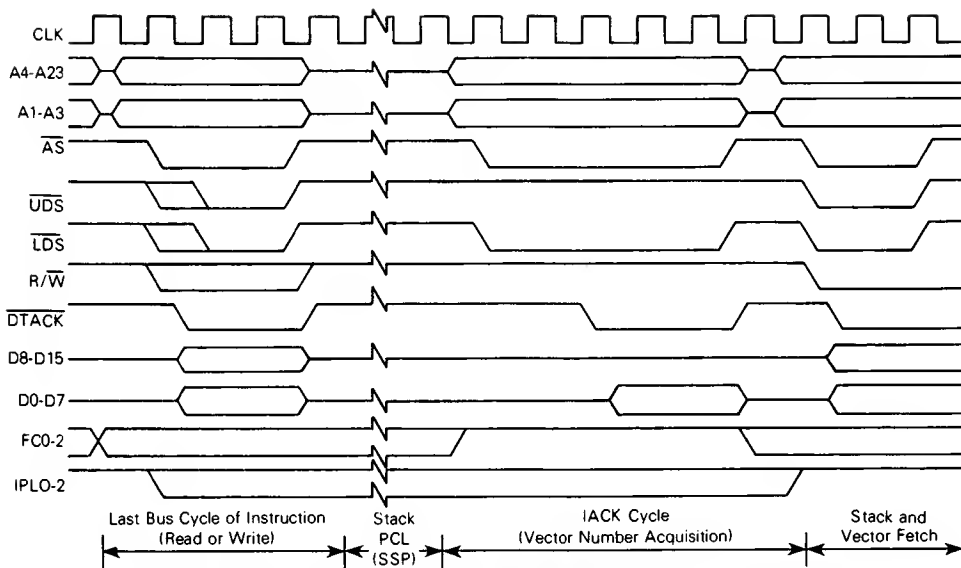 CLK
A4-A23
A1-A3
AS
UDS
LDS
R/W
DTACK
D8-D15
D0-D7
FC0-2
IPLO-2
Last Bus Cycle of Instruction
(Read or Write)
Stack
PCL
(SSP)
IACK Cycle
(Vector Number Acquisition)
Stack and
Vector Fetch